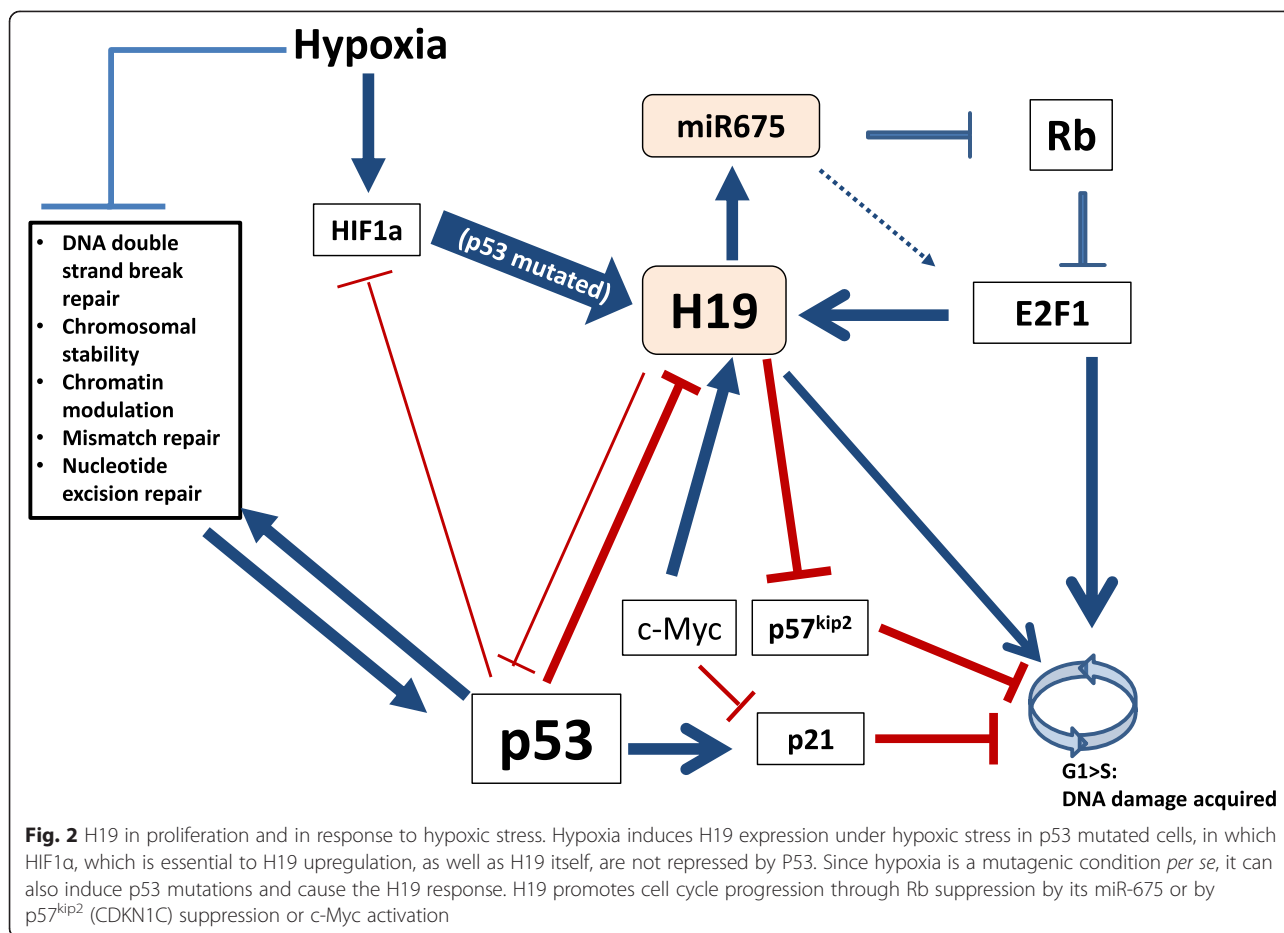 Hypoxia
miR675
Rb
HIF1a
(p53 mutated)
H19
E2F1
• DNA double
strand break
repair
• Chromosomal
stability
• Chromatin
modulation
• Mismatch repair
• Nucleotide
excision repair
c-Myc
p57kip2
p53
p21
G1>S:
DNA damage acquired
Fig. 2 H19 in proliferation and in response to hypoxic stress. Hypoxia induces H19 expression under hypoxic stress in p53 mutated cells, in which
HIF1α, which is essential to H19 upregulation, as well as H19 itself, are not repressed by P53. Since hypoxia is a mutagenic condition per se, it can
also induce p53 mutations and cause the H19 response. H19 promotes cell cycle progression through Rb suppression by its miR-675 or by
p57kip2 (CDKN1C) suppression or c-Myc activation